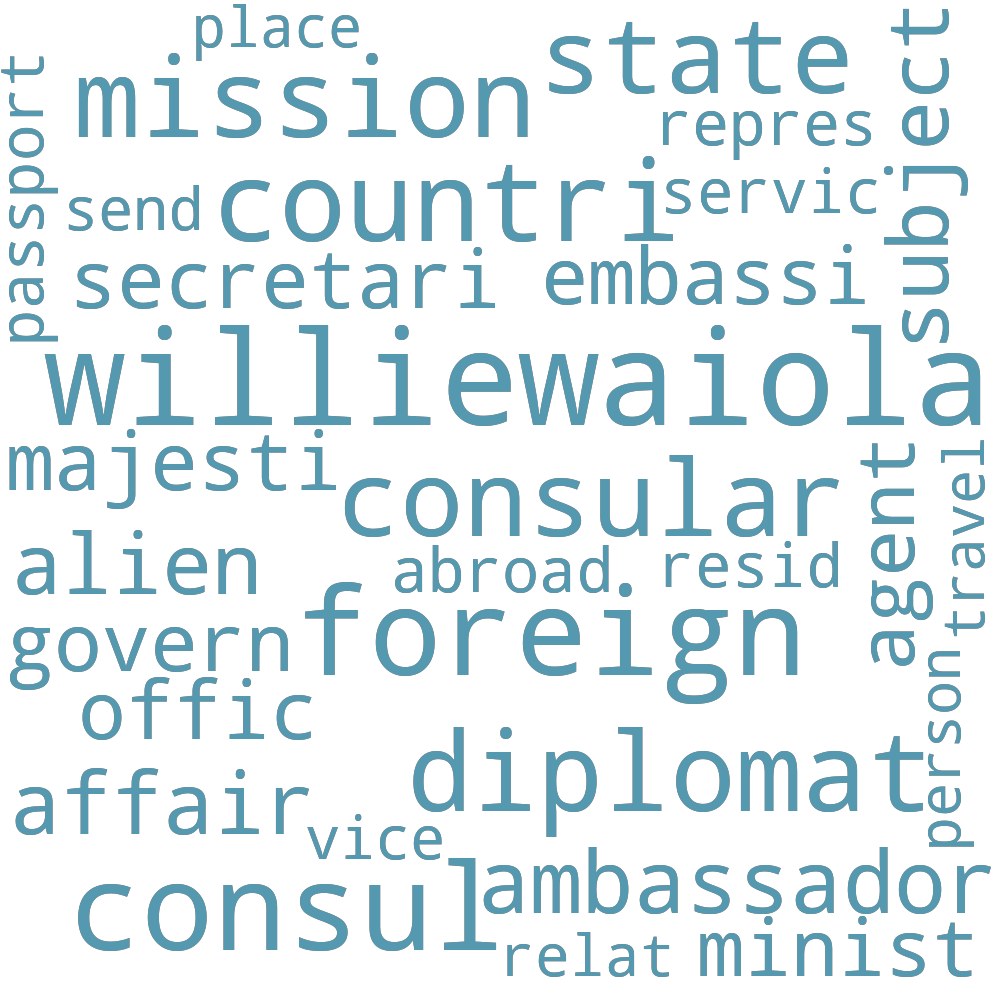 place
state
subject
mission
passport
repres
countri
servic
send
secretari
embassi
williewaiola
majesti
consular
agent
travel
alien
abroad
resid
foreign
govern
person
offic
diplomat
affair
vice
consul
ambassador
relat
minist